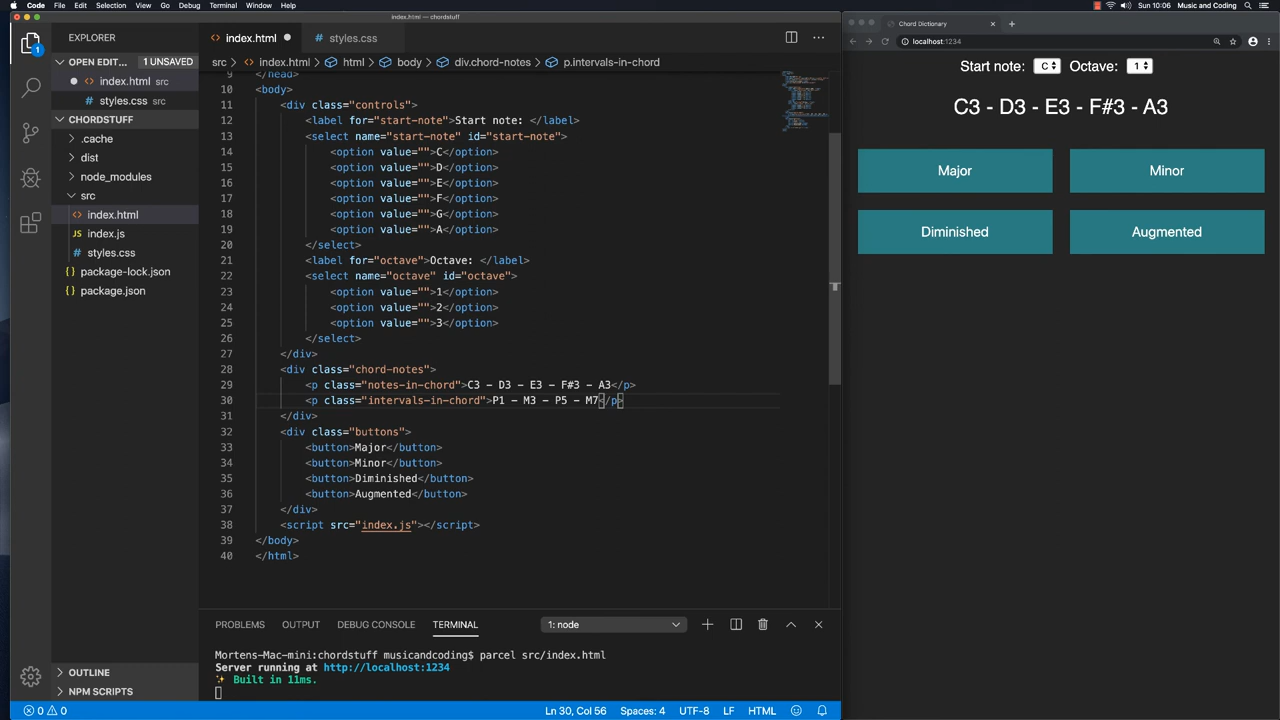 Code File Edit Selection View Go Debug Terminal Window Help
Sun 10:06 Music and Coding
index.html — chordstuff
EXPLORER
OPEN EDIT... 1 UNSAVED
index.html src
styles.css src
CHORDSTUFF
.cache
dist
node_modules
src
index.html
index.js
styles.css
package-lock.json
package.json
OUTLINE
NPM SCRIPTS
1
index.html
styles.css
src > index.html > html > body > div.chord-notes > p.intervals-in-chord
9 </head>
10 <body>
11 <div class="controls">
12 <label for="start-note">Start note: </label>
13 <select name="start-note" id="start-note">
14 <option value="">C</option>
15 <option value="">D</option>
16 <option value="">E</option>
17 <option value="">F</option>
18 <option value="">G</option>
19 <option value="">A</option>
20 </select>
21 <label for="octave">Octave: </label>
22 <select name="octave" id="octave">
23 <option value="">1</option>
24 <option value="">2</option>
25 <option value="">3</option>
26 </select>
27 </div>
28 <div class="chord-notes">
29 <p class="notes-in-chord">C3 - D3 - E3 - F#3 - A3</p>
30 <p class="intervals-in-chord">P1 - M3 - P5 - M7</p>
31 </div>
32 <div class="buttons">
33 <button>Major</button>
34 <button>Minor</button>
35 <button>Diminished</button>
36 <button>Augmented</button>
37 </div>
38 <script src="index.js"></script>
39 </body>
40 </html>
PROBLEMS OUTPUT DEBUG CONSOLE TERMINAL 1: node
Mortens-Mac-mini:chordstuff musicandcoding$ parcel src/index.html
Server running at http://localhost:1234
Built in 11ms.
0 0 Ln 30, Col 56 Spaces: 4 UTF-8 LF HTML
Chord Dictionary
localhost:1234
Start note: C Octave: 1
C3 - D3 - E3 - F#3 - A3
Major Minor
Diminished Augmented